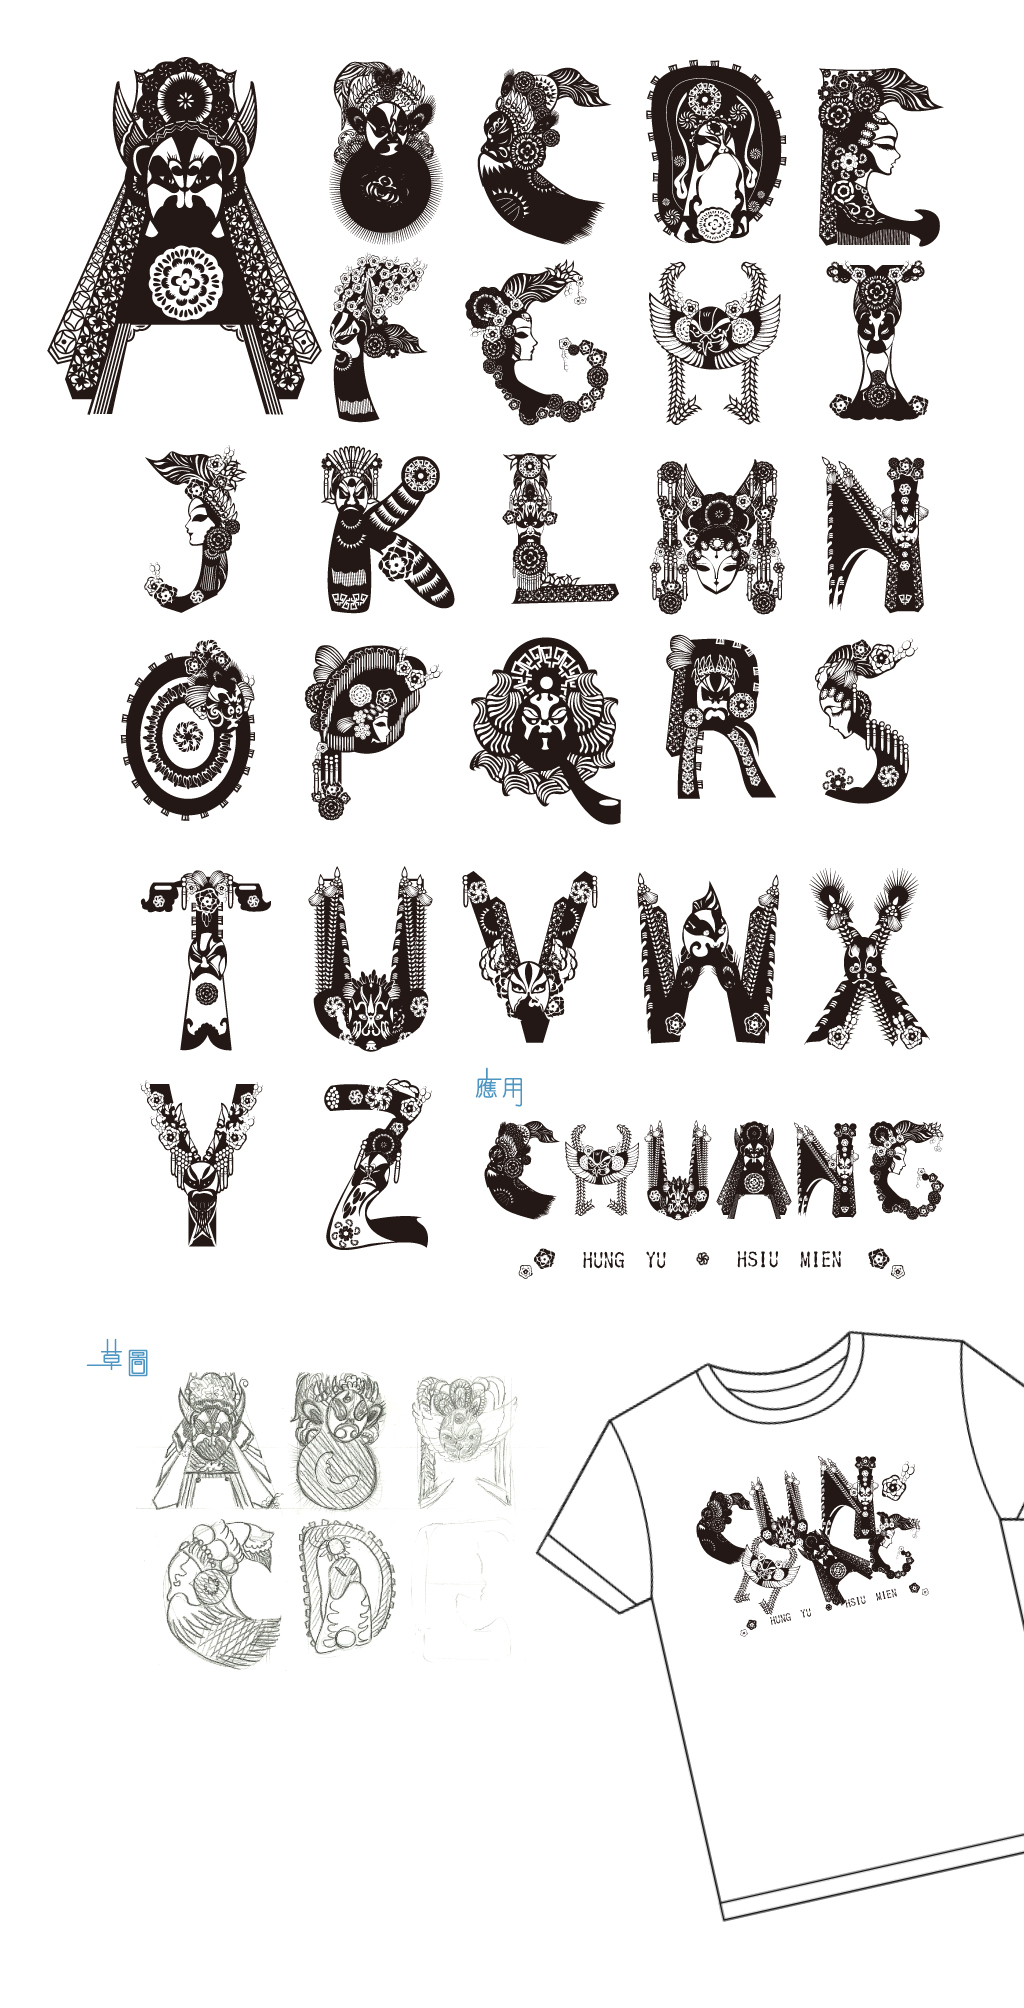 A B C D E
F G H I
J K L M N
O P Q R S
T U V W X
Y Z
應用
CHUANG
HUNG YU HSIU MIEN
草圖
A B
C D E
CHUANG
HUNG YU HSIU MIEN